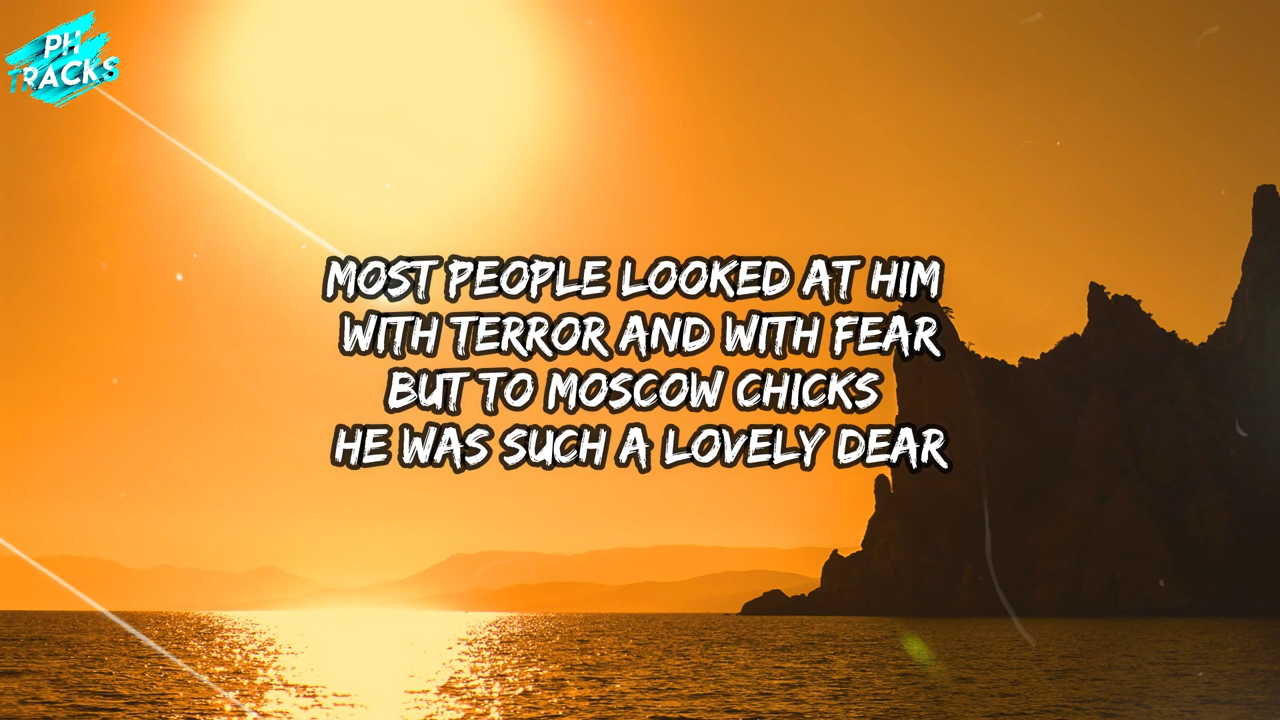 PH
TRACKS
MOST PEOPLE LOOKED AT HIM
WITH TERROR AND WITH FEAR
BUT TO MOSCOW CHICKS
HE WAS SUCH A LOVELY DEAR